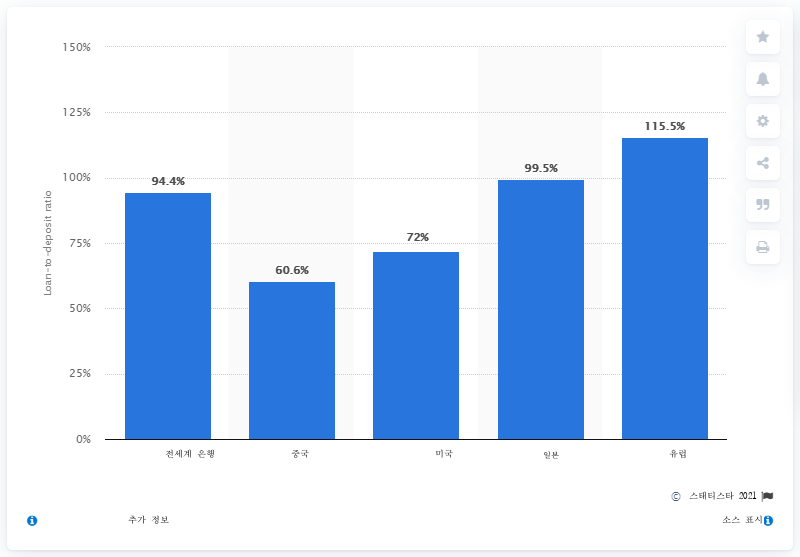 150%
125%
100%
75%
50%
25%
0%
Loan-to-deposit ratio
94.4%
60.6%
72%
99.5%
115.5%
전세계 은행
중국
미국
일본
유럽
© 스태티스타 2021
추가 정보
소스 표시